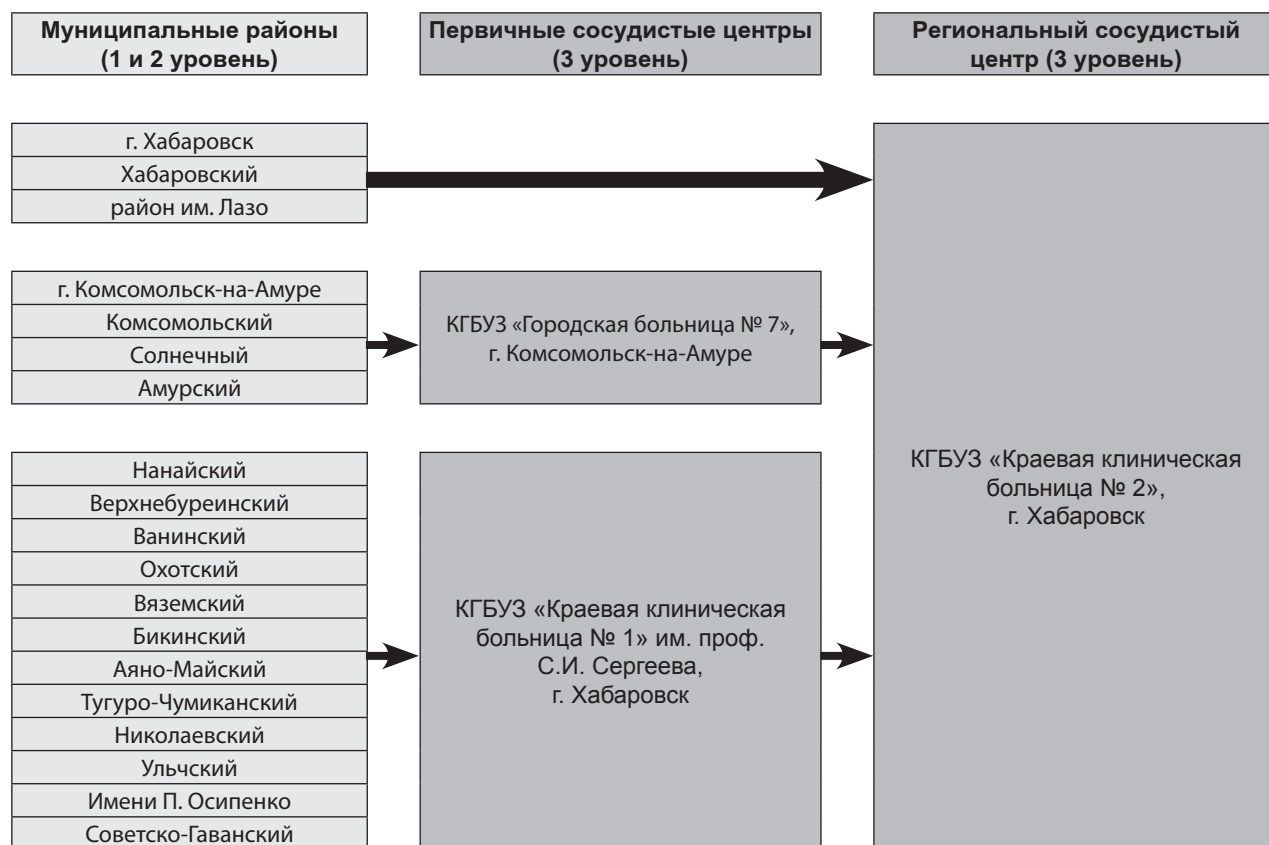 Муниципальные районы
(1 и 2 уровень)
Первичные сосудистые центры
(3 уровень)
Региональный сосудистый
центр (3 уровень)
г. Хабаровск
Хабаровский
район им. Лазо
г. Комсомольск-на-Амуре
Комсомольский
Солнечный
Амурский
КГБУЗ «Городская больница № 7»,
г. Комсомольск-на-Амуре
Нанайский
Верхнебуреинский
Ванинский
Охотский
Вяземский
Бикинский
Аяно-Майский
Тугуро-Чумиканский
Николаевский
Ульчский
Имени П. Осипенко
Советско-Гаванский
КГБУЗ «Краевая клиническая
больница № 1» им. проф.
С.И. Сергеева,
г. Хабаровск
КГБУЗ «Краевая клиническая
больница № 2»,
г. Хабаровск